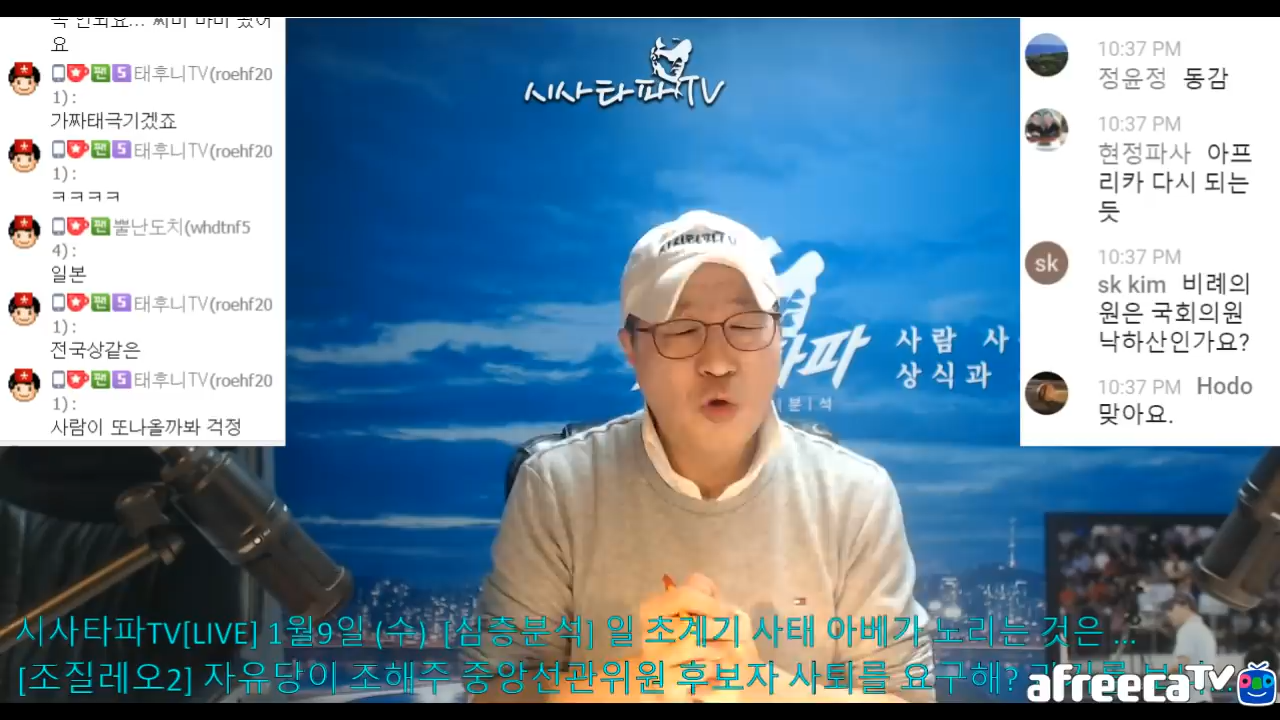 요
태후니TV(roehf20
1) :
가짜태극기겠죠
태후니TV(roehf20
1) :
ㅋㅋㅋㅋ
뿔난도치(whdtnf5
4) :
일본
태후니TV(roehf20
1) :
전국상같은
태후니TV(roehf20
1) :
사람이 또나올까봐 걱정
시사타파TV
사람 사
상식과
10:37 PM
정윤정 동감
10:37 PM
현정파사 아프
리카 다시 되는
듯
sk
10:37 PM
sk kim 비례의
원은 국회의원
낙하산인가요?
10:37 PM Hodo
맞아요.
시사타파TV[LIVE] 1월9일 (수) [심층분석] 일 초계기 사태 아베가 노리는 것은 ...
[조질레오2] 자유당이 조해주 중앙선관위원 후보자 사퇴를 요구해?
afreecaTV